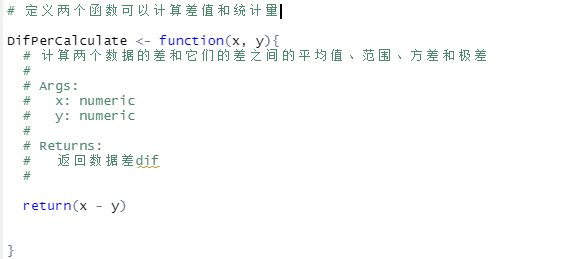 # 定义两个函数可以计算差值和统计量
DifPerCalculate <- function(x, y){
# 计算两个数据的差和它们的差之间的平均值、范围、方差和极差
#
# Args:
#   x: numeric
#   y: numeric
#
# Returns:
#   返回数据差dif
#
return(x - y)
}